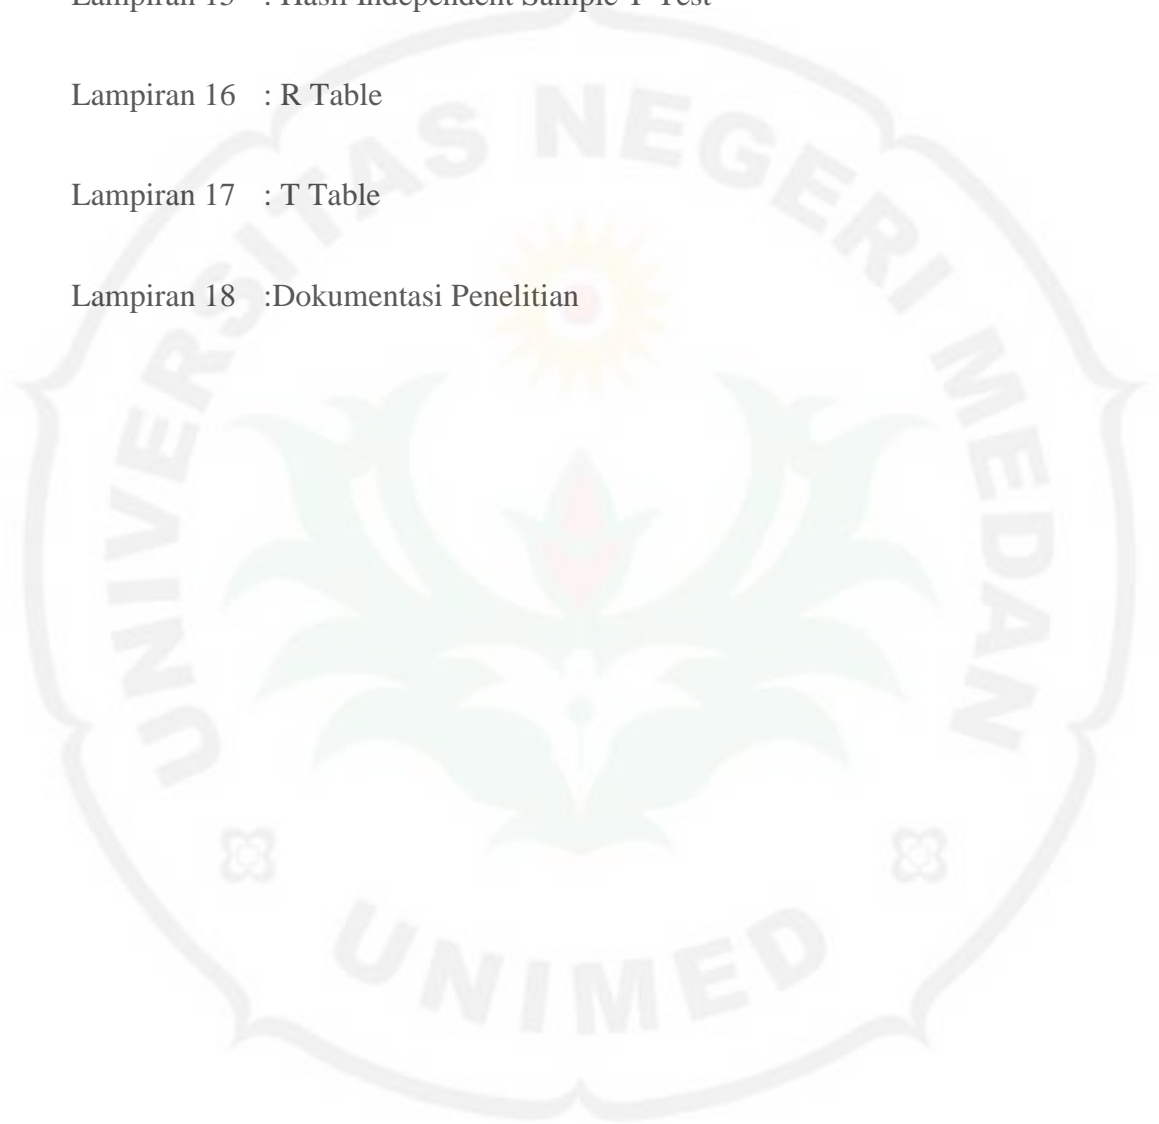 Lampiran 15 : Hasil Independent Sample T Test
Lampiran 16 : R Table
Lampiran 17 : T Table
Lampiran 18 :Dokumentasi Penelitian
UNIVERSITAS NEGERI MEDAN
UNIMED